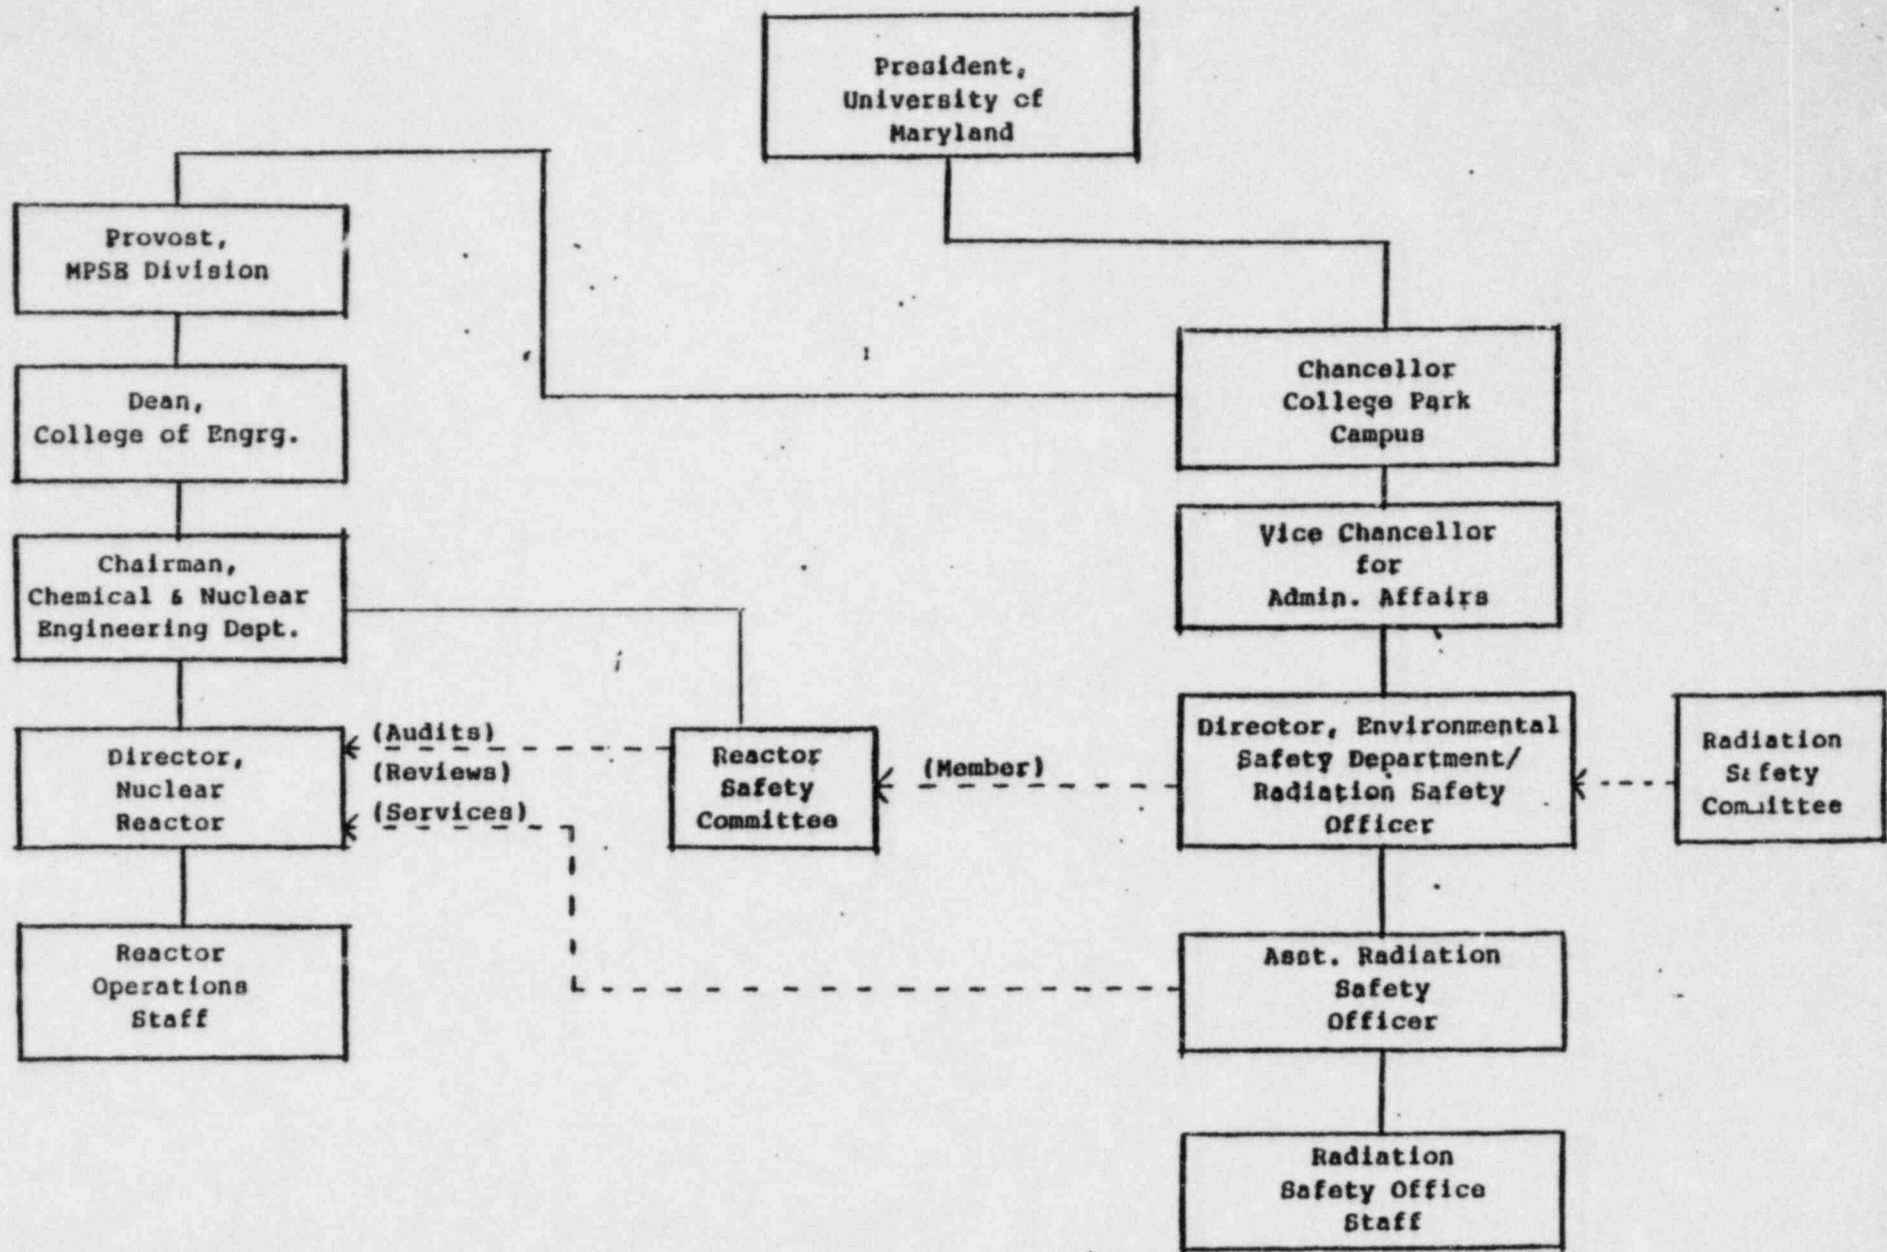 President,
University of
Maryland
Provost,
MPSB Division
Dean,
College of Engrg.
Chairman,
Chemical & Nuclear
Engineering Dept.
Director,
Nuclear
Reactor
Reactor
Operations
Staff
(Audits)
(Reviews)
(Services)
Reactor
Safety
Committee
(Member)
Chancellor
College Park
Campus
Vice Chancellor
for
Admin. Affairs
Director, Environmental
Safety Department/
Radiation Safety
Officer
Radiation
Safety
Committee
Asst. Radiation
Safety
Officer
Radiation
Safety Office
Staff